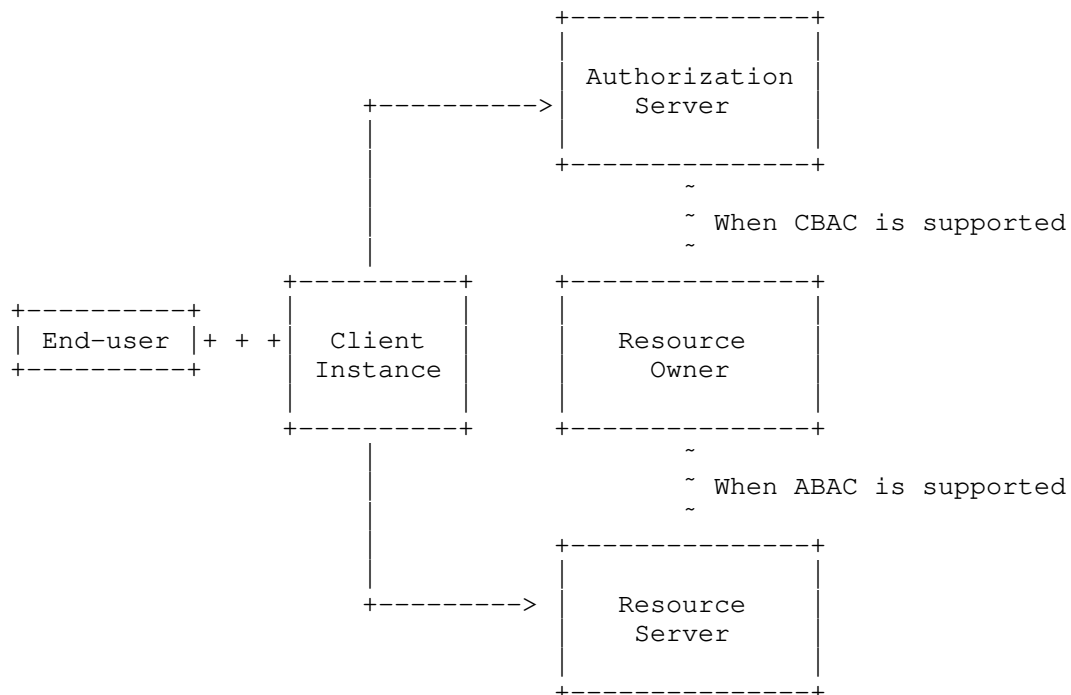 Authorization
Server
When CBAC is supported
End-user
+ + +
Client
Instance
Resource
Owner
When ABAC is supported
Resource
Server